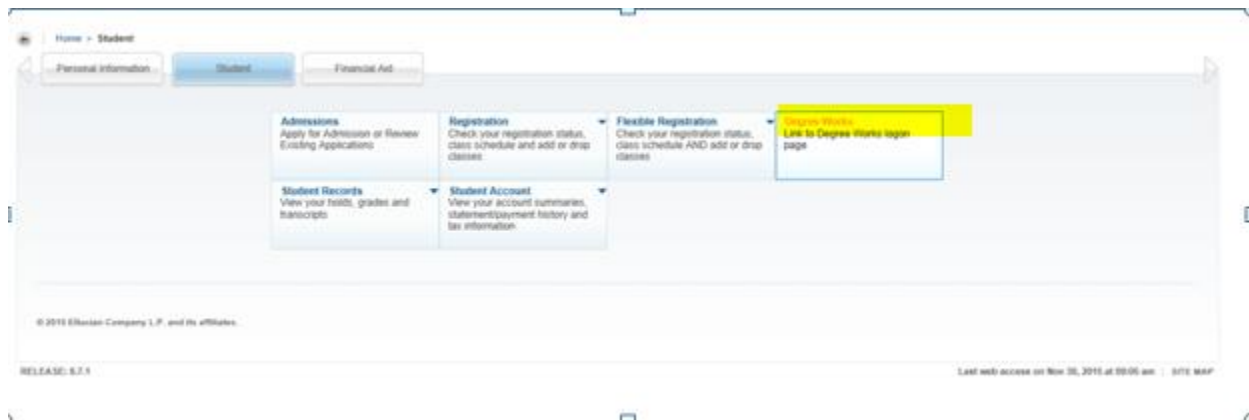 Home > Student
Personal Information Student Financial Aid
Admissions
Apply for Admission or Review
Existing Applications
Registration
Check your registration status,
class schedule and add or drop
classes
Flexible Registration
Check your registration status,
class schedule AND add or drop
classes
Degree Works
Link to Degree Works logon
page
Student Records
View your holds, grades and
transcripts
Student Account
View your account summaries,
statement/payment history and
tax information
© 2015 Ellucian Company L.P. and its affiliates.
RELEASE: 8.7.1
Last web access on Nov 30, 2015 at am | SITE MAP